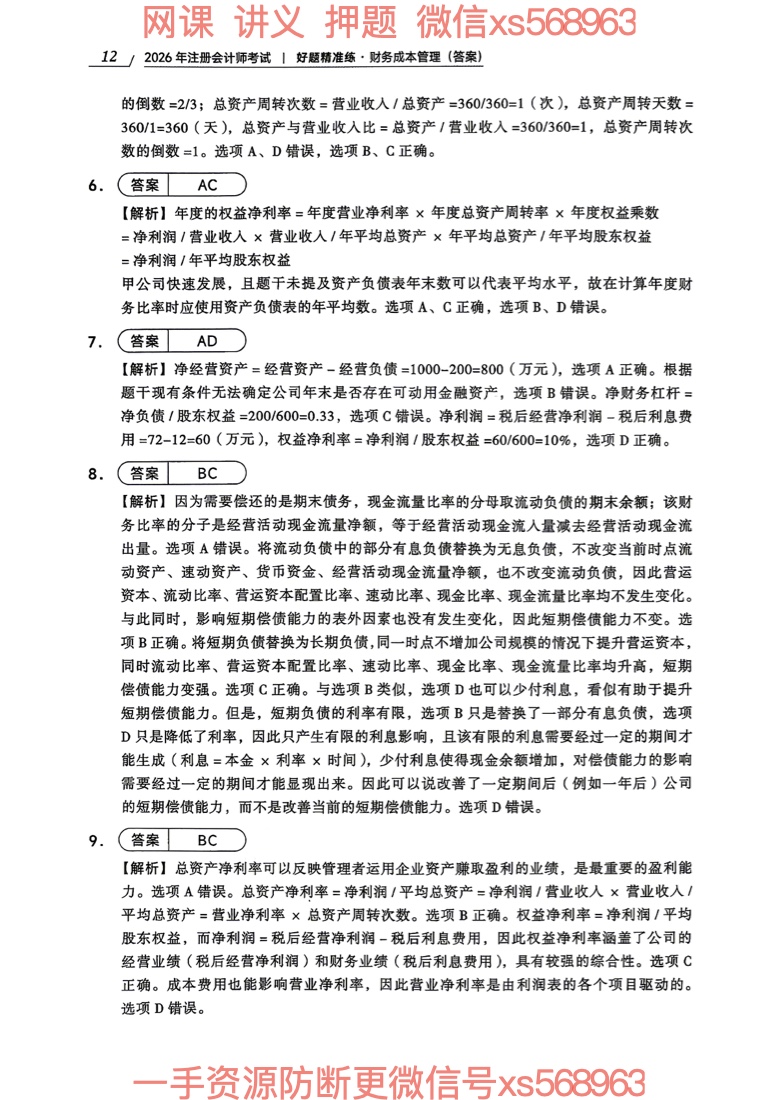 网课 讲义 押题 微信xs568963
12 / 2026 年注册会计师考试 | 好题精准练·财务成本管理（答案）
的倒数 =2/3；总资产周转次数 = 营业收入 / 总资产 =360/360=1（次），总资产周转天数 =
360/1=360（天），总资产与营业收入比 = 总资产 / 营业收入 =360/360=1，总资产周转次
数的倒数 =1。选项 A、D 错误，选项 B、C 正确。
6. 答案 AC
【解析】年度的权益净利率 = 年度营业净利率 × 年度总资产周转率 × 年度权益乘数
= 净利润 / 营业收入 × 营业收入 / 年平均总资产 × 年平均总资产 / 年平均股东权益
= 净利润 / 年平均股东权益
甲公司快速发展，且题干未提及资产负债表年末数可以代表平均水平，故在计算年度财
务比率时应使用资产负债表的年平均数。选项 A、C 正确，选项 B、D 错误。
7. 答案 AD
【解析】净经营资产 = 经营资产 – 经营负债 =1000–200=800（万元），选项 A 正确。根据
题干现有条件无法确定公司年末是否存在可动用金融资产，选项 B 错误。净财务杠杆 =
净负债 / 股东权益 =200/600=0.33，选项 C 错误。净利润 = 税后经营净利润 – 税后利息费
用 =72–12=60（万元），权益净利率 = 净利润 / 股东权益 =60/600=10%，选项 D 正确。
8. 答案 BC
【解析】因为需要偿还的是期末债务，现金流量比率的分母取流动负债的期末余额；该财
务比率的分子是经营活动现金流量净额，等于经营活动现金流入量减去经营活动现金流
出量。选项 A 错误。将流动负债中的部分有息负债替换为无息负债，不改变当前时点流
动资产、速动资产、货币资金、经营活动现金流量净额，也不改变流动负债，因此营运
资本、流动比率、营运资本配置比率、速动比率、现金比率、现金流量比率均不发生变化。
与此同时，影响短期偿债能力的表外因素也没有发生变化，因此短期偿债能力不变。选
项 B 正确。将短期负债替换为长期负债，同一时点不增加公司规模的情况下提升营运资本，
同时流动比率、营运资本配置比率、速动比率、现金比率、现金流量比率均升高，短期
偿债能力变强。选项 C 正确。与选项 B 类似，选项 D 也可以少付利息，看似有助于提升
短期偿债能力。但是，短期负债的利率有限，选项 B 只是替换了一部分有息负债，选项
D 只是降低了利率，因此只产生有限的利息影响，且该有限的利息需要经过一定的期间才
能生成（利息 = 本金 × 利率 × 时间），少付利息使得现金余额增加，对偿债能力的影响
需要经过一定的期间才能显现出来。因此可以说改善了一定期间后（例如一年后）公司
的短期偿债能力，而不是改善当前的短期偿债能力。选项 D 错误。
9. 答案 BC
【解析】总资产净利率可以反映管理者运用企业资产赚取盈利的业绩，是最重要的盈利能
力。选项 A 错误。总资产净利率 = 净利润 / 平均总资产 = 净利润 / 营业收入 × 营业收入 /
平均总资产 = 营业净利率 × 总资产周转次数。选项 B 正确。权益净利率 = 净利润 / 平均
股东权益，而净利润 = 税后经营净利润 – 税后利息费用，因此权益净利率涵盖了公司的
经营业绩（税后经营净利润）和财务业绩（税后利息费用），具有较强的综合性。选项 C
正确。成本费用也能影响营业净利率，因此营业净利率是由利润表的各个项目驱动的。
选项 D 错误。
一手资源防断更微信号xs568963